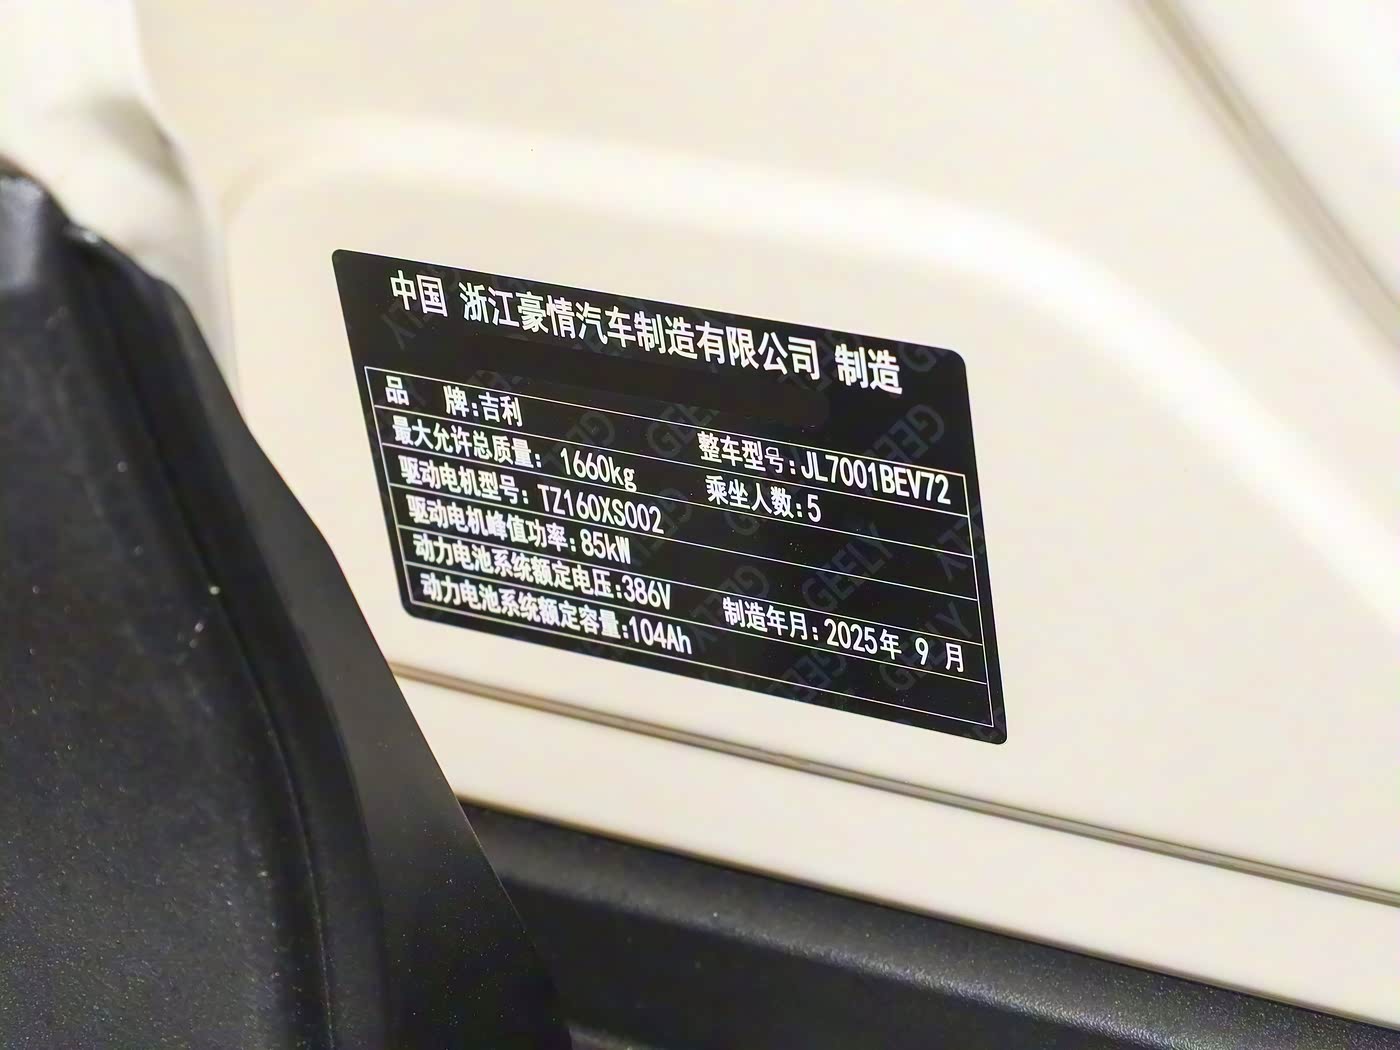 中国 浙江豪情汽车制造有限公司 制造
品 牌:吉利 整车型号:JL7001BEV72
最大允许总质量: 1660kg 乘坐人数:5
驱动电机型号: TZ160XS002
驱动电机峰值功率:85kW
动力电池系统额定电压:386V 制造年月: 2025年 9 月
动力电池系统额定容量:104Ah